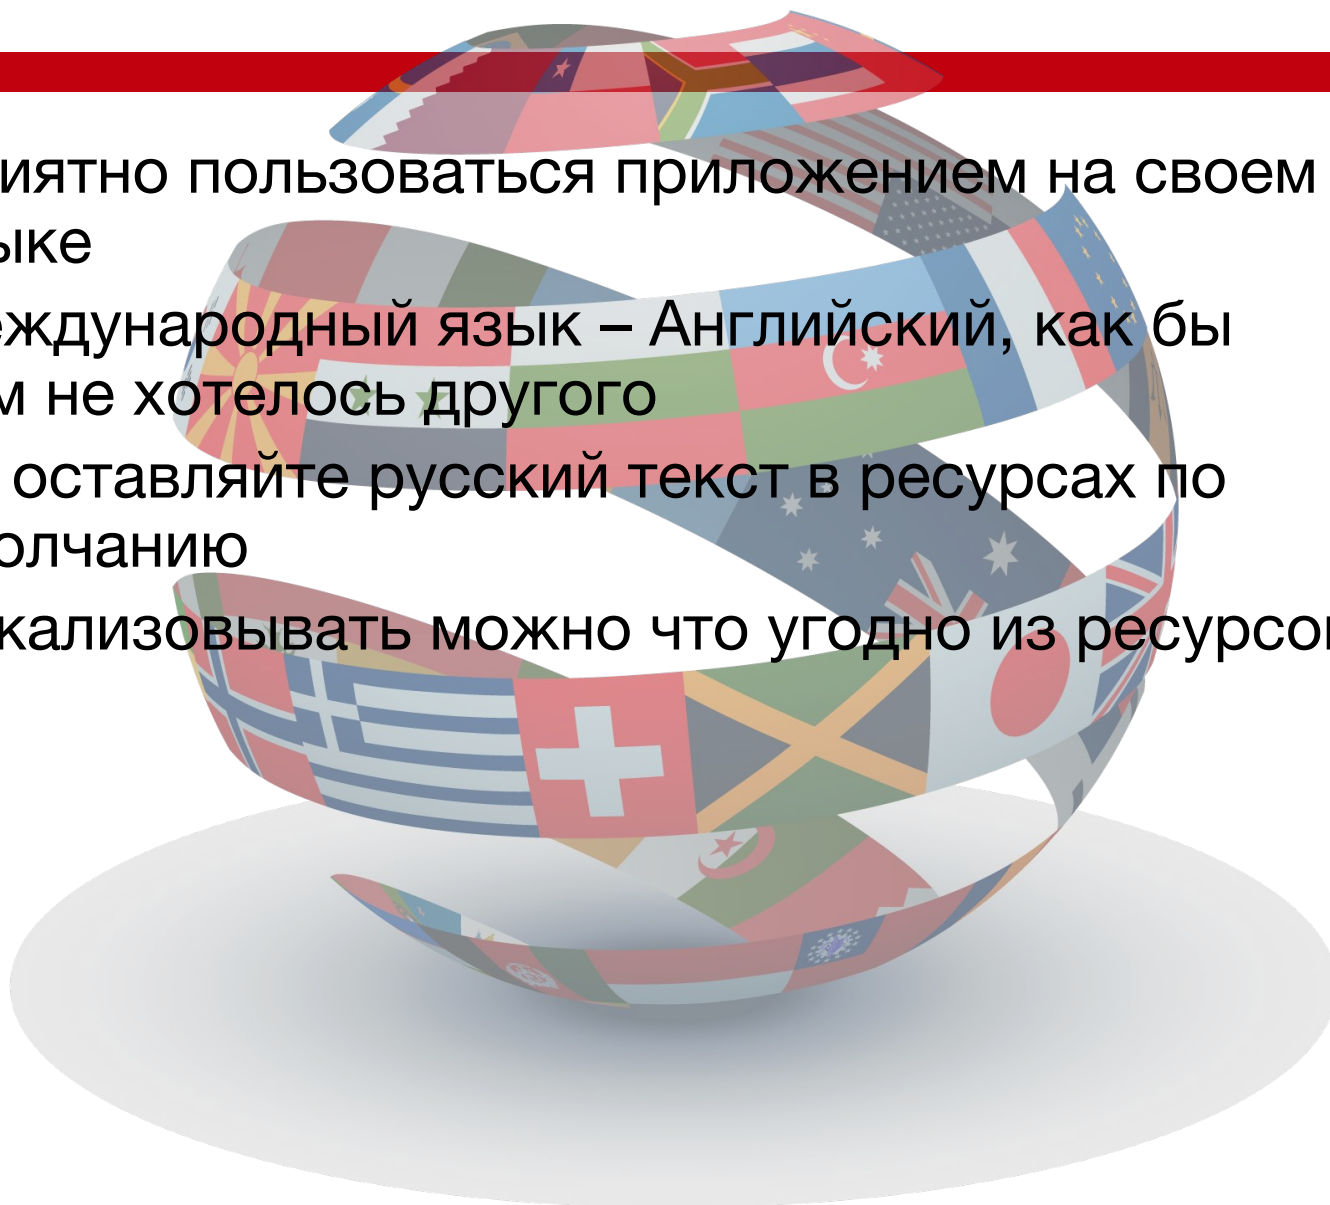 иятно пользоваться приложением на своем
ыке
еждународный язык – Английский, как бы
м не хотелось другого
оставляйте русский текст в ресурсах по
олчанию
кализовывать можно что угодно из ресурсо